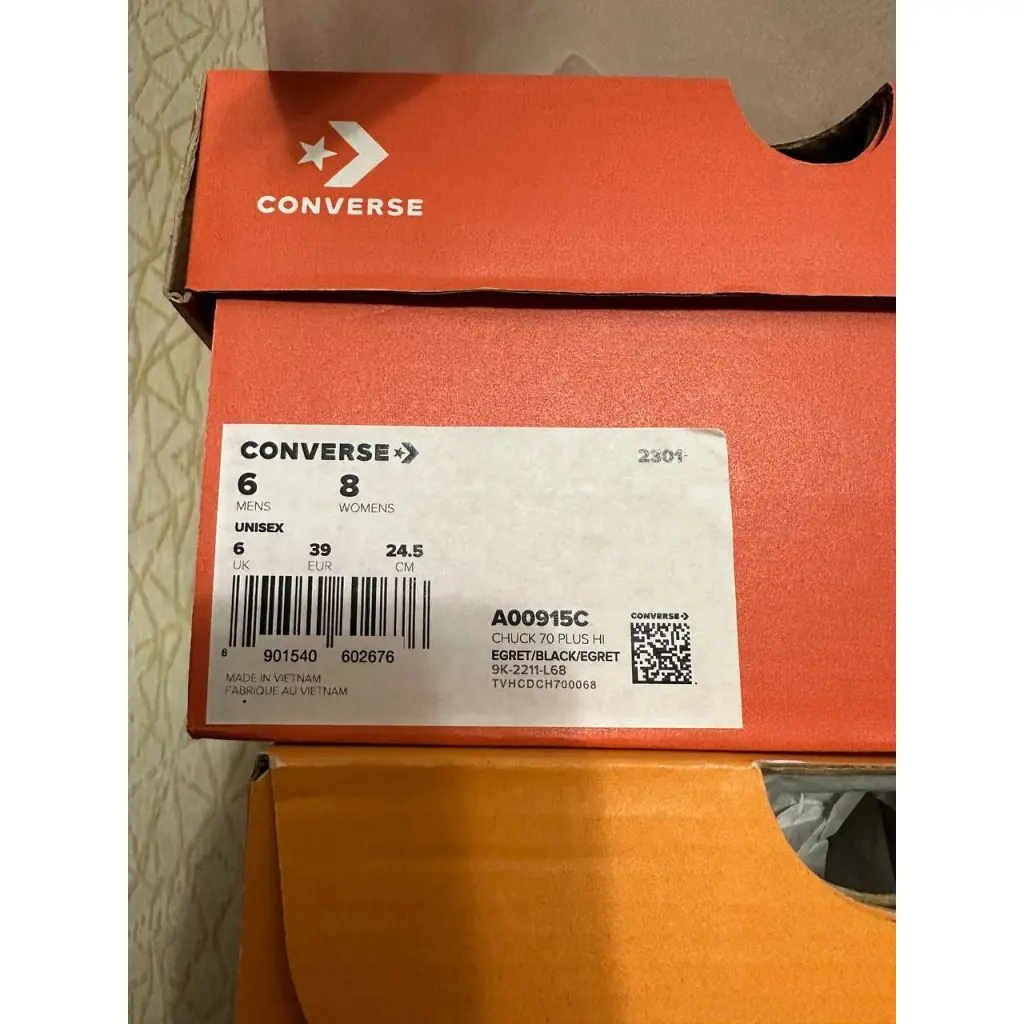 CONVERSE
CONVERSE
2301-
6 8
MENS WOMENS
UNISEX
6 39 24.5
UK EUR CM
6 901540 602676
MADE IN VIETNAM
FABRIQUE AU VIETNAM
A00915C
CHUCK 70 PLUS HI
EGRET/BLACK/EGRET
9K-2211-L68
TVHCDCH700068
CONVERSE